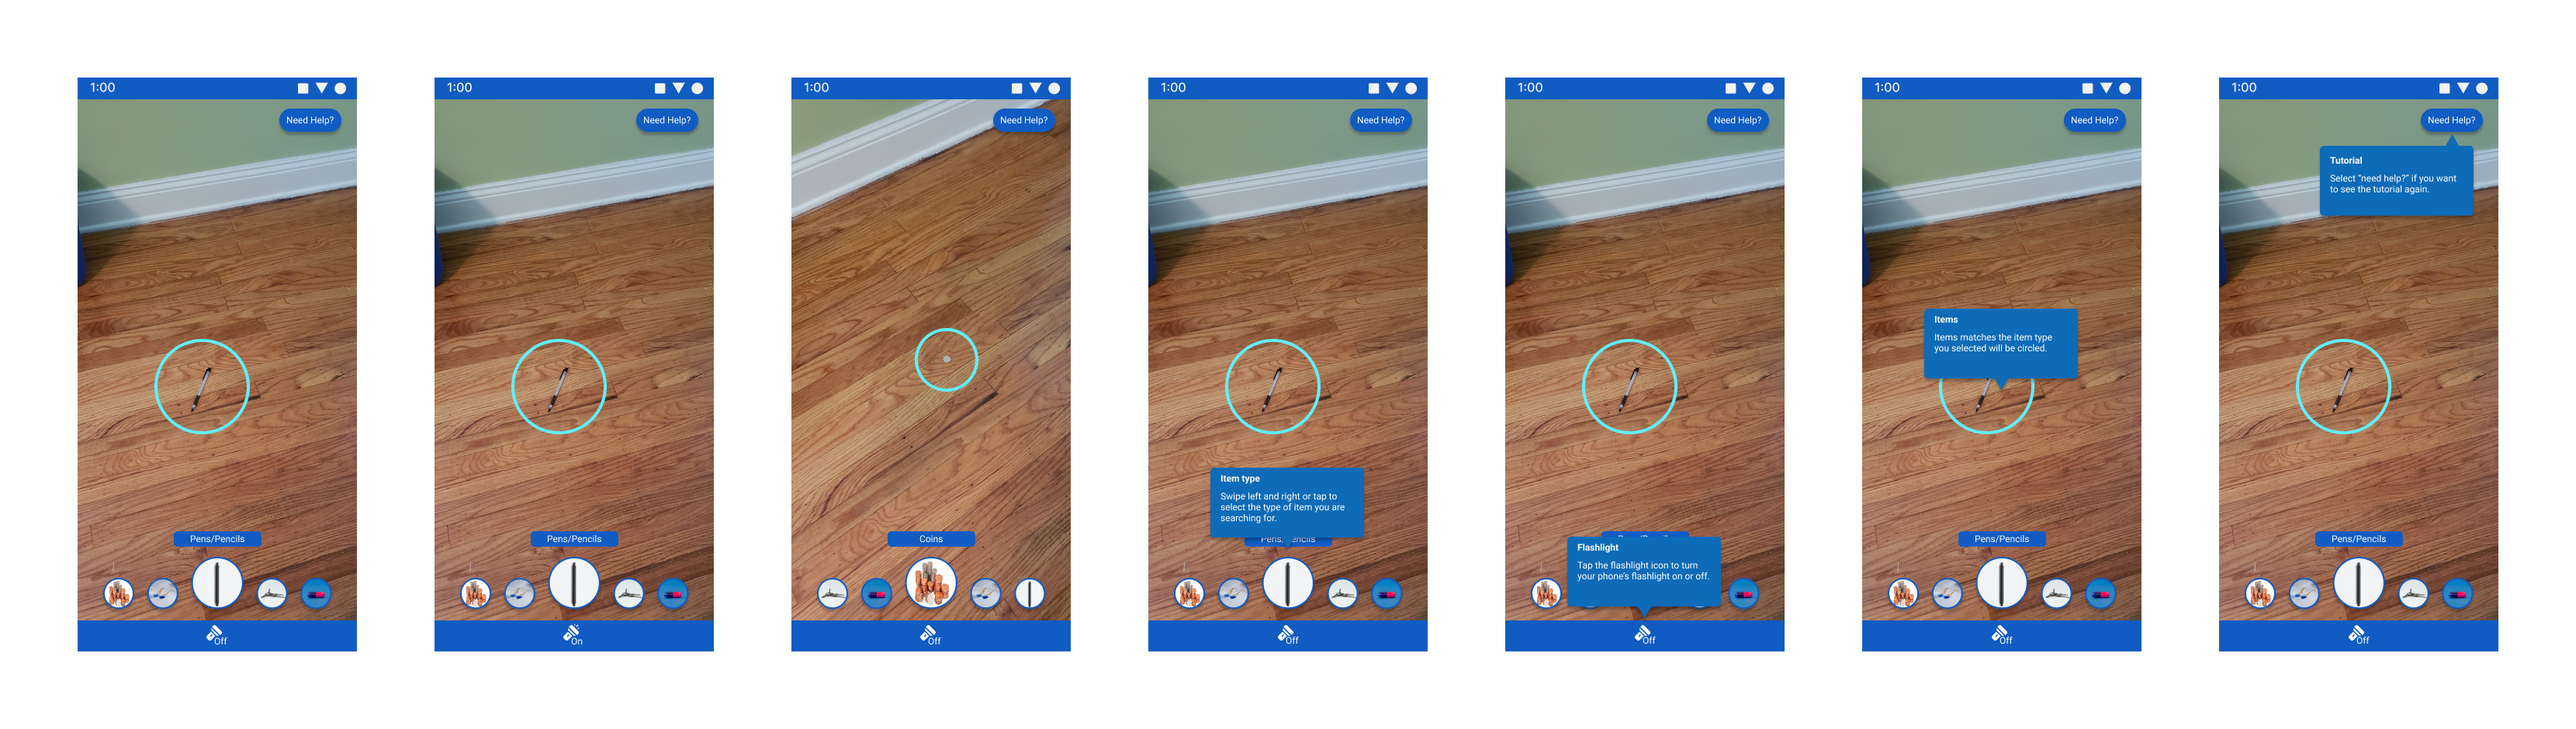 1:00
Need Help?
Pens/Pencils
Off
1:00
Need Help?
Pens/Pencils
On
1:00
Need Help?
Coins
Off
1:00
Need Help?
Item type
Swipe left and right or tap to
select the type of item you are
searching for.
Pens/Pencils
Off
1:00
Need Help?
Flashlight
Tap the flashlight icon to turn
your phone's flashlight on or off.
Off
1:00
Need Help?
Items
Items matches the item type
you selected will be circled.
Pens/Pencils
Off
1:00
Need Help?
Tutorial
Select “need help?” if you want
to see the tutorial again.
Pens/Pencils
Off